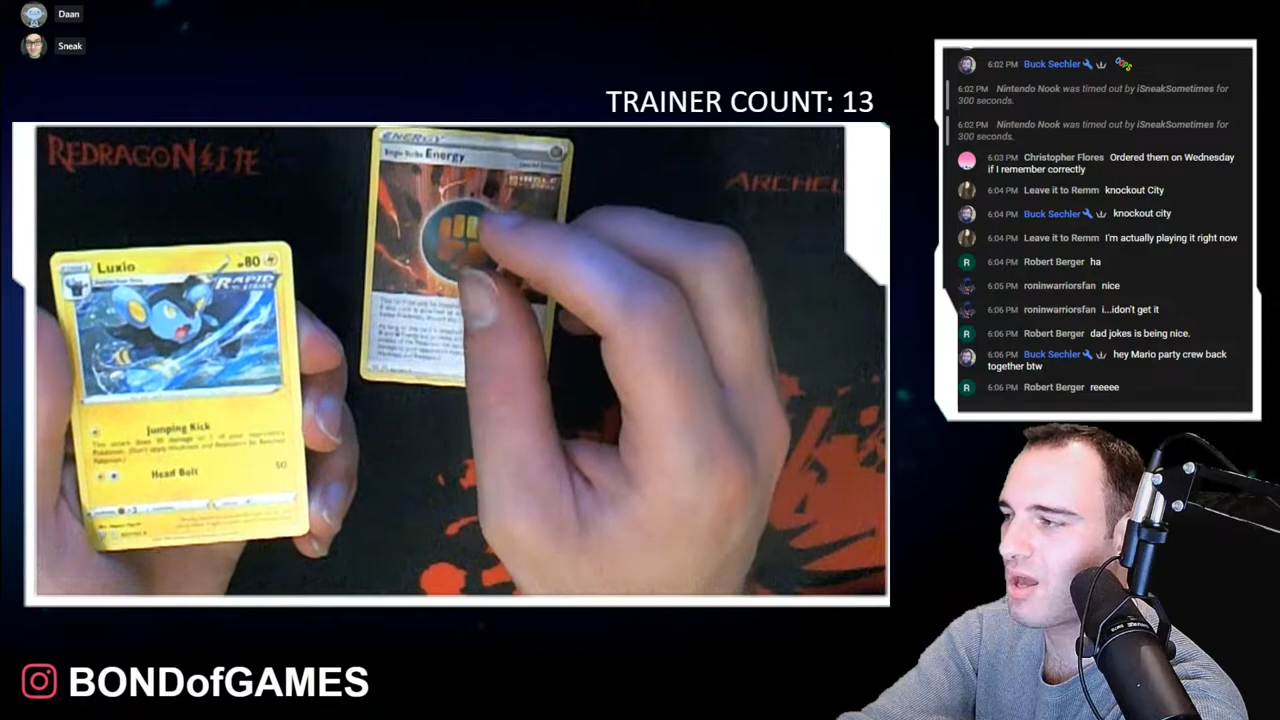 Daan
Sneak
TRAINER COUNT: 13
REDRAGON
ARCHE
ENERGY
Single Strike Energy
Luxio
80
RAPID
STRIKE
Jumping Kick
Head Bolt
50
6:02 PM Buck Sechler OOPS
6:02 PM Nintendo Nook was timed out by iSneakSometimes for
300 seconds.
6:02 PM Nintendo Nook was timed out by iSneakSometimes for
300 seconds.
6:03 PM Christopher Flores Ordered them on Wednesday
if I remember correctly
6:04 PM Leave it to Remm knockout City
6:04 PM Buck Sechler knockout city
6:04 PM Leave it to Remm I'm actually playing it right now
R 6:04 PM Robert Berger ha
6:05 PM roninwarriorsfan nice
6:06 PM roninwarriorsfan i...idon't get it
R 6:06 PM Robert Berger dad jokes is being nice.
6:06 PM Buck Sechler hey Mario party crew back
together btw
R 6:06 PM Robert Berger reeeee
BONDofGAMES